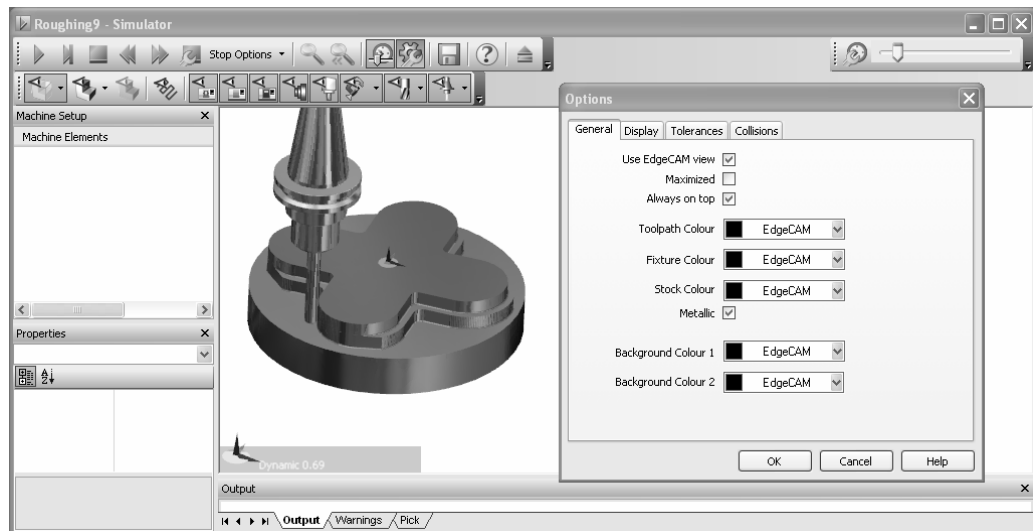 Roughing9 - Simulator
Stop Options
Machine Setup
Machine Elements
Properties
Dynamic 0.69
Output
Output Warnings Pick
Options
General Display Tolerances Collisions
Use EdgeCAM view
Maximized
Always on top
Toolpath Colour EdgeCAM
Fixture Colour EdgeCAM
Stock Colour EdgeCAM
Metallic
Background Colour 1 EdgeCAM
Background Colour 2 EdgeCAM
OK Cancel Help